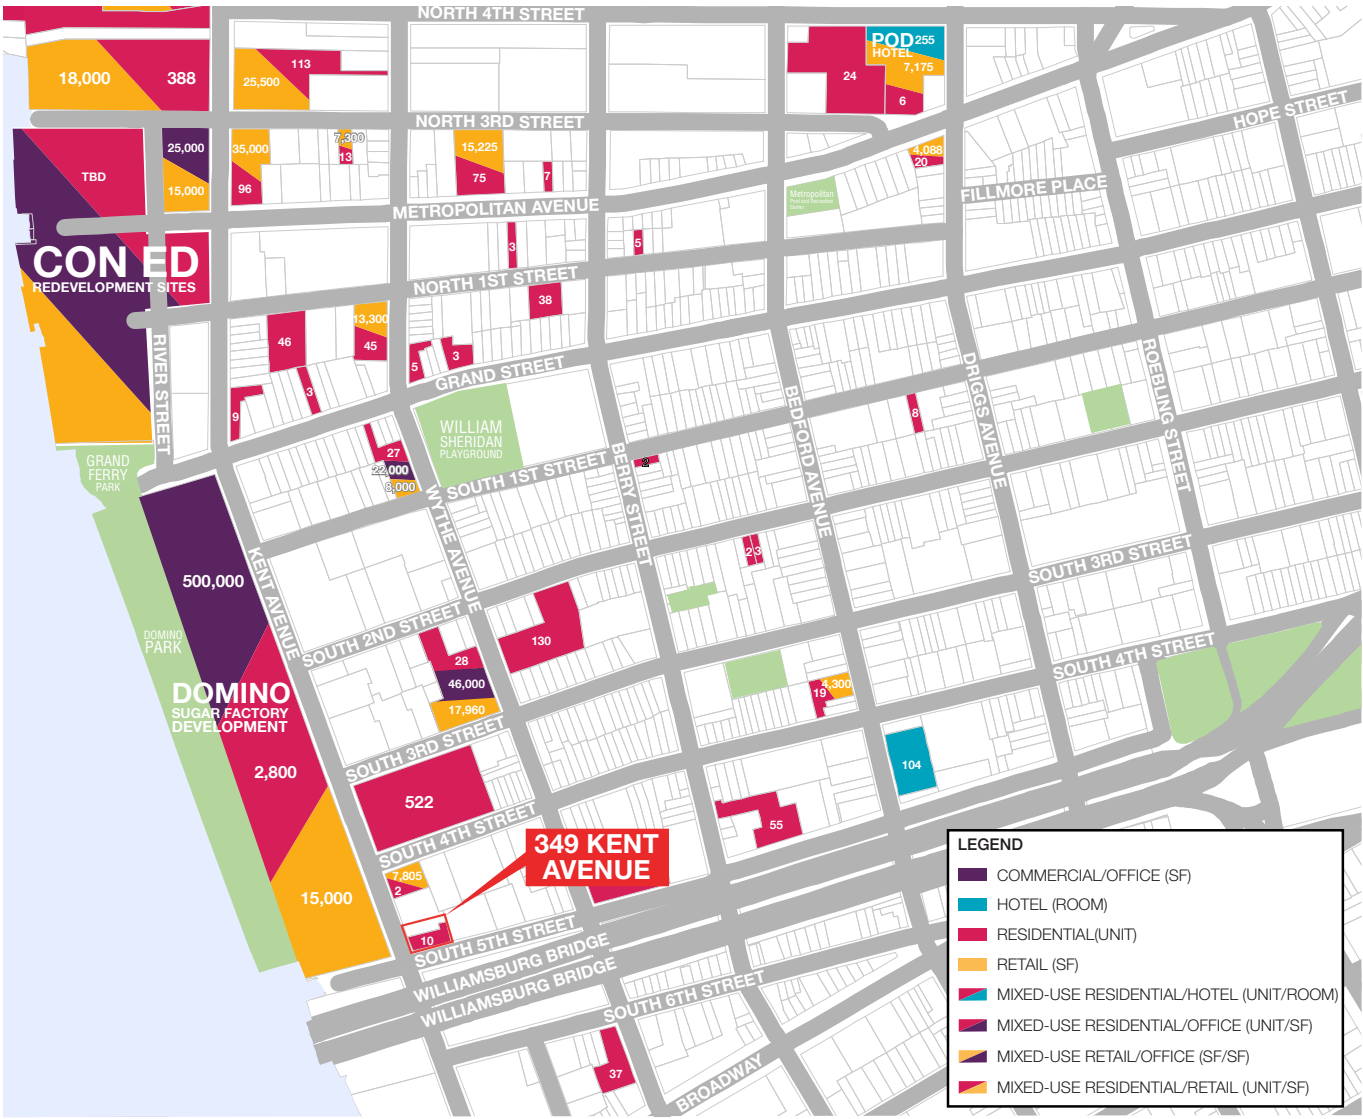 NORTH 4TH STREET
18,000
388
25,500
113
POD 255
HOTEL
7,175
24
6
NORTH 3RD STREET
HOPE STREET
TBD
25,000
15,000
35,000
96
7,300
13
15,225
75
7
4,088
20
Metropolitan
Pool and Recreation
Center
FILLMORE PLACE
METROPOLITAN AVENUE
3
5
CON ED
REDEVELOPMENT SITES
NORTH 1ST STREET
38
46
13,300
45
5
3
RIVER STREET
GRAND STREET
9
3
WILLIAM
SHERIDAN
PLAYGROUND
27
22,000
8,000
GRAND
FERRY
PARK
SOUTH 1ST STREET
BERRY STREET
BEDFORD AVENUE
8
DRIGGS AVENUE
ROEBLING STREET
WYTHE AVENUE
KENT AVENUE
500,000
2
3
SOUTH 3RD STREET
DOMINO
PARK
SOUTH 2ND STREET
130
28
46,000
17,960
SOUTH 4TH STREET
19
4,300
DOMINO
SUGAR FACTORY
DEVELOPMENT
2,800
SOUTH 3RD STREET
104
522
SOUTH 4TH STREET
55
349 KENT
AVENUE
7,805
2
15,000
10
SOUTH 5TH STREET
WILLIAMSBURG BRIDGE
WILLIAMSBURG BRIDGE
SOUTH 6TH STREET
37
BROADWAY
LEGEND
COMMERCIAL/OFFICE (SF)
HOTEL (ROOM)
RESIDENTIAL(UNIT)
RETAIL (SF)
MIXED-USE RESIDENTIAL/HOTEL (UNIT/ROOM)
MIXED-USE RESIDENTIAL/OFFICE (UNIT/SF)
MIXED-USE RETAIL/OFFICE (SF/SF)
MIXED-USE RESIDENTIAL/RETAIL (UNIT/SF)